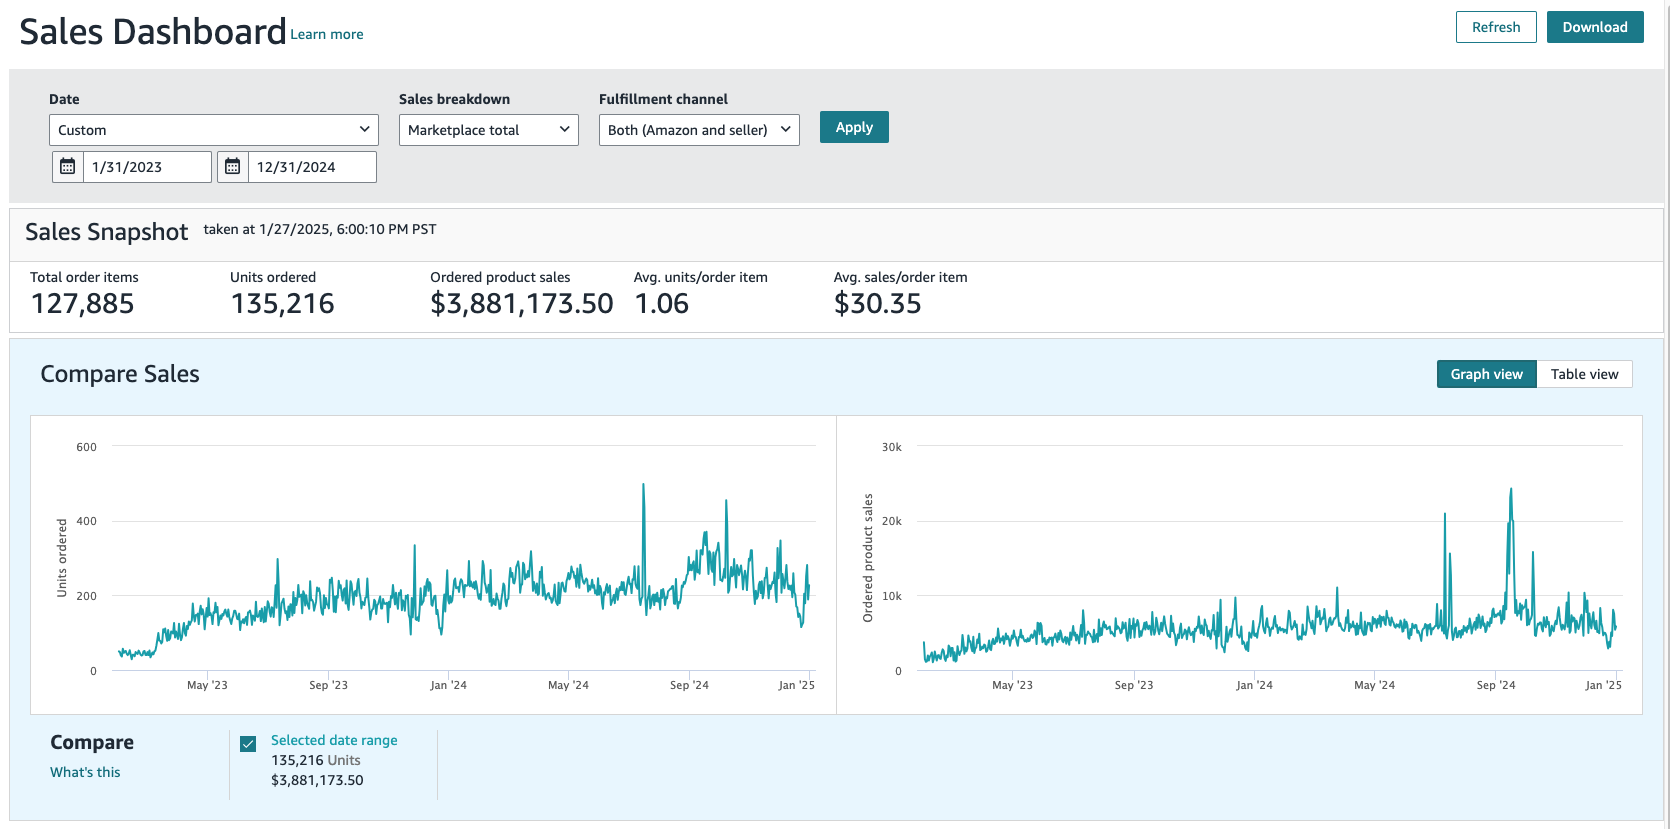 Sales Dashboard Learn more
Refresh Download
Date Sales breakdown Fulfillment channel
Custom Marketplace total Both (Amazon and seller) Apply
1/31/2023 12/31/2024
Sales Snapshot taken at 1/27/2025, 6:00:10 PM PST
Total order items Units ordered Ordered product sales Avg. units/order item Avg. sales/order item
127,885 135,216 $3,881,173.50 1.06 $30.35
Compare Sales
Graph view Table view
Units ordered
600
400
200
0
May '23 Sep '23 Jan '24 May '24 Sep '24 Jan '25
Ordered product sales
30k
20k
10k
0
May '23 Sep '23 Jan '24 May '24 Sep '24 Jan '25
Compare
What's this
Selected date range
135,216 Units
$3,881,173.50